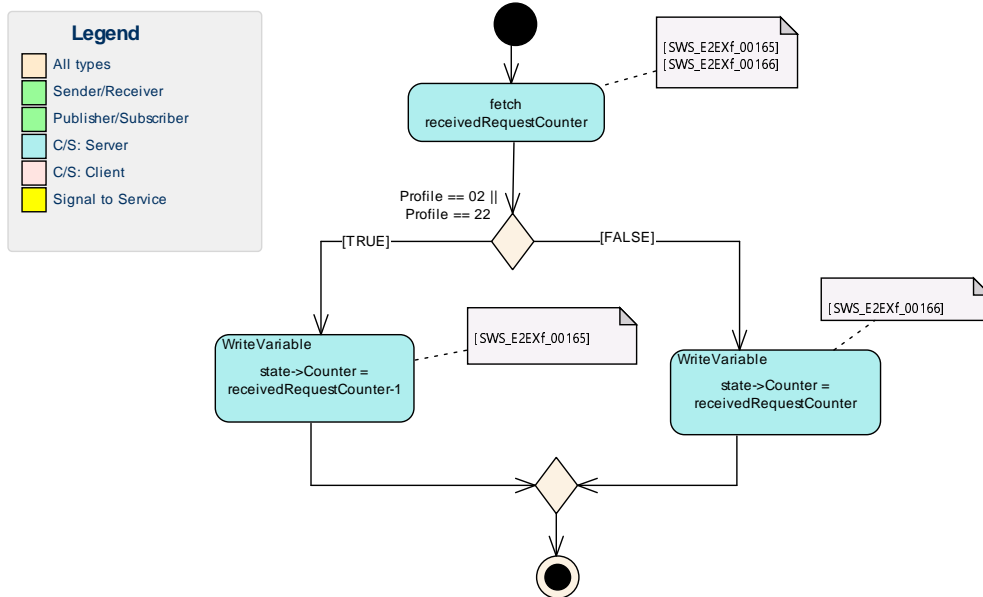 Legend
All types
Sender/Receiver
Publisher/Subscriber
C/S: Server
C/S: Client
Signal to Service
[SWS_E2EXf_00165]
[SWS_E2EXf_00166]
fetch
receivedRequestCounter
Profile == 02 ||
Profile == 22
[TRUE]
[FALSE]
[SWS_E2EXf_00166]
[SWS_E2EXf_00165]
WriteVariable
state->Counter =
receivedRequestCounter-1
WriteVariable
state->Counter =
receivedRequestCounter